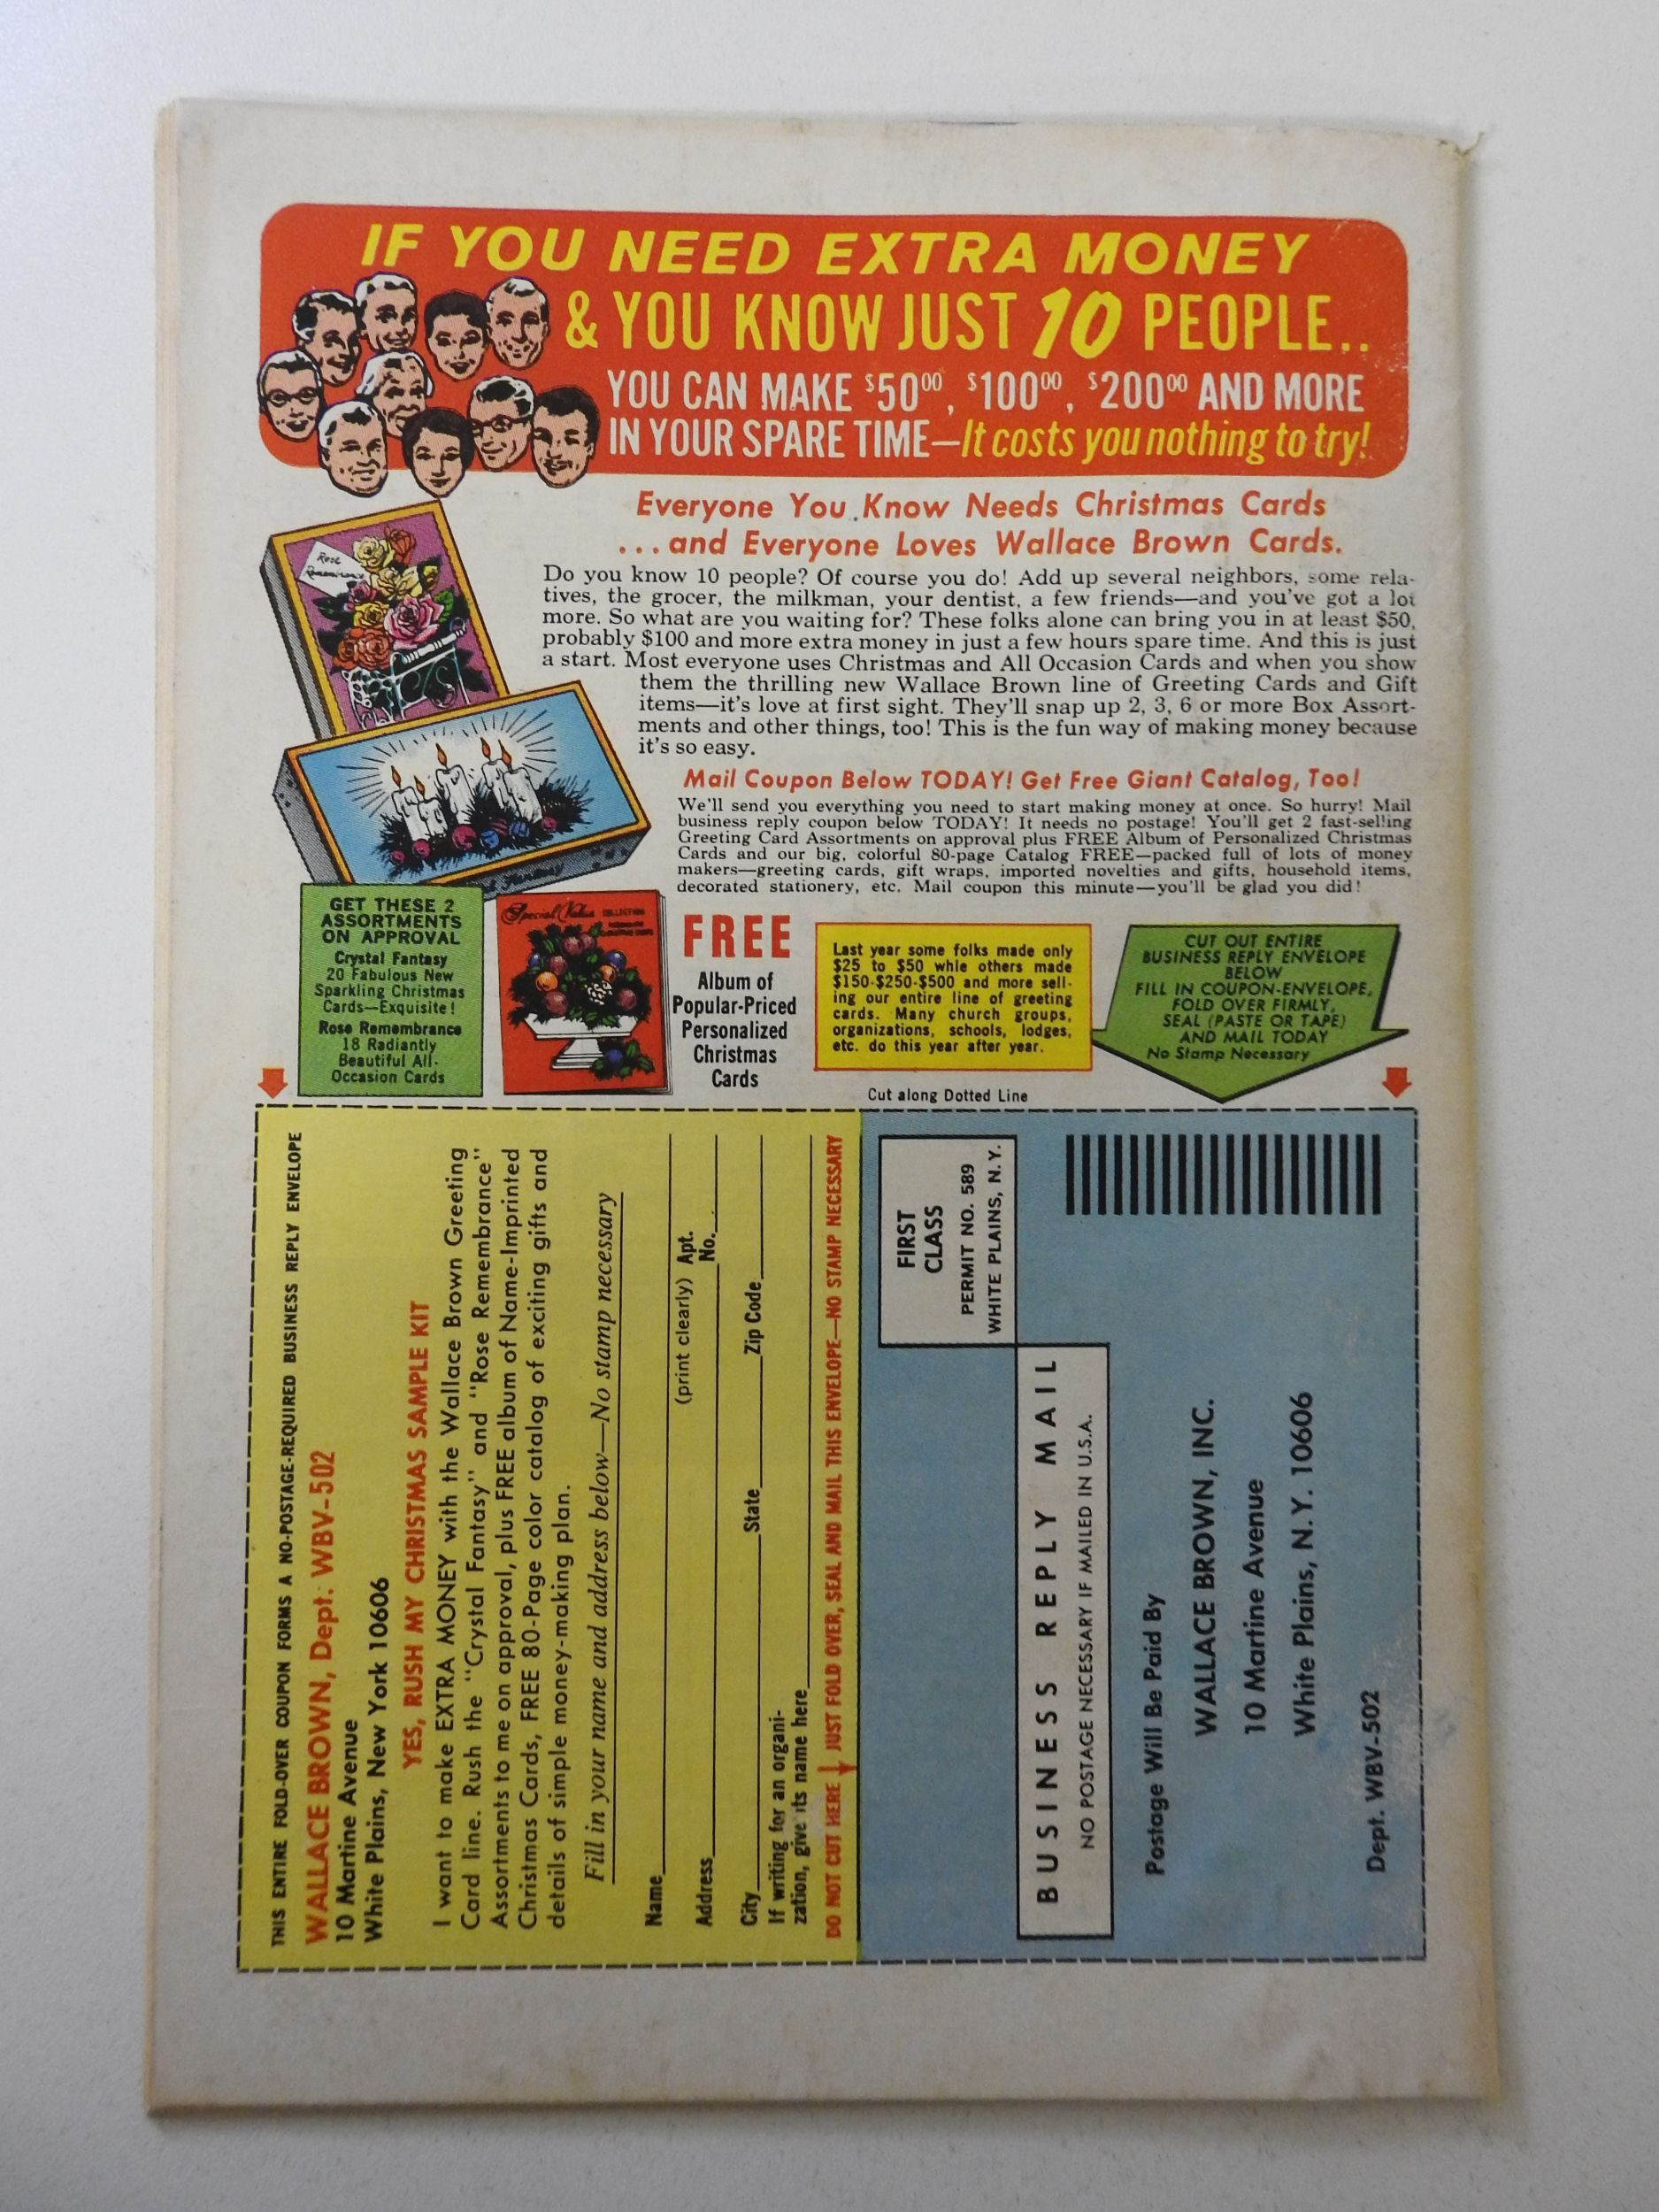 IF YOU NEED EXTRA MONEY
& YOU KNOW JUST 10 PEOPLE..
YOU CAN MAKE $50⁰⁰, $100⁰⁰, $200⁰⁰ AND MORE
IN YOUR SPARE TIME—It costs you nothing to try!
Everyone You Know Needs Christmas Cards
...and Everyone Loves Wallace Brown Cards.
Do you know 10 people? Of course you do! Add up several neighbors, some rela-
tives, the grocer, the milkman, your dentist, a few friends—and you've got a lot
more. So what are you waiting for? These folks alone can bring you in at least $50,
probably $100 and more extra money in just a few hours spare time. And this is just
a start. Most everyone uses Christmas and All Occasion Cards and when you show
them the thrilling new Wallace Brown line of Greeting Cards and Gift
items—it's love at first sight. They'll snap up 2, 3, 6 or more Box Assort-
ments and other things, too! This is the fun way of making money because
it's so easy.
Rose
Remembrance
Mail Coupon Below TODAY! Get Free Giant Catalog, Too!
We'll send you everything you need to start making money at once. So hurry! Mail
business reply coupon below TODAY! It needs no postage! You'll get 2 fast-selling
Greeting Card Assortments on approval plus FREE Album of Personalized Christmas
Cards and our big, colorful 80-page Catalog FREE—packed full of lots of money
makers—greeting cards, gift wraps, imported novelties and gifts, household items,
decorated stationery, etc. Mail coupon this minute—you'll be glad you did!
GET THESE 2
ASSORTMENTS
ON APPROVAL
Crystal Fantasy
20 Fabulous New
Sparkling Christmas
Cards—Exquisite!
Rose Remembrance
18 Radiantly
Beautiful All-
Occasion Cards
Special Value COLLECTION
FREE
Album of
Popular-Priced
Personalized
Christmas
Cards
Last year some folks made only
$25 to $50 whle others made
$150-$250-$500 and more sell-
ing our entire line of greeting
cards. Many church groups,
organizations, schools, lodges,
etc. do this year after year.
CUT OUT ENTIRE
BUSINESS REPLY ENVELOPE
BELOW
FILL IN COUPON-ENVELOPE,
FOLD OVER FIRMLY,
SEAL (PASTE OR TAPE)
AND MAIL TODAY
No Stamp Necessary
Cut along Dotted Line
THIS ENTIRE FOLD-OVER COUPON FORMS A NO-POSTAGE-REQUIRED BUSINESS REPLY ENVELOPE
WALLACE BROWN, Dept. WBV-502
10 Martine Avenue
White Plains, New York 10606
YES, RUSH MY CHRISTMAS SAMPLE KIT
I want to make EXTRA MONEY with the Wallace Brown Greeting
Card line. Rush the "Crystal Fantasy" and "Rose Remembrance"
Assortments to me on approval, plus FREE album of Name-Imprinted
Christmas Cards, FREE 80-Page color catalog of exciting gifts and
details of simple money-making plan.
Fill in your name and address below—No stamp necessary
Name
(print clearly)
Address Apt. No.
City State Zip Code
If writing for an organi-
zation, give its name here
DO NOT CUT HERE JUST FOLD OVER, SEAL AND MAIL THIS ENVELOPE—NO STAMP NECESSARY
FIRST
CLASS
PERMIT NO. 589
WHITE PLAINS, N.Y.
BUSINESS REPLY MAIL
NO POSTAGE NECESSARY IF MAILED IN U.S.A.
Postage Will Be Paid By
WALLACE BROWN, INC.
10 Martine Avenue
White Plains, N.Y. 10606
Dept. WBV-502